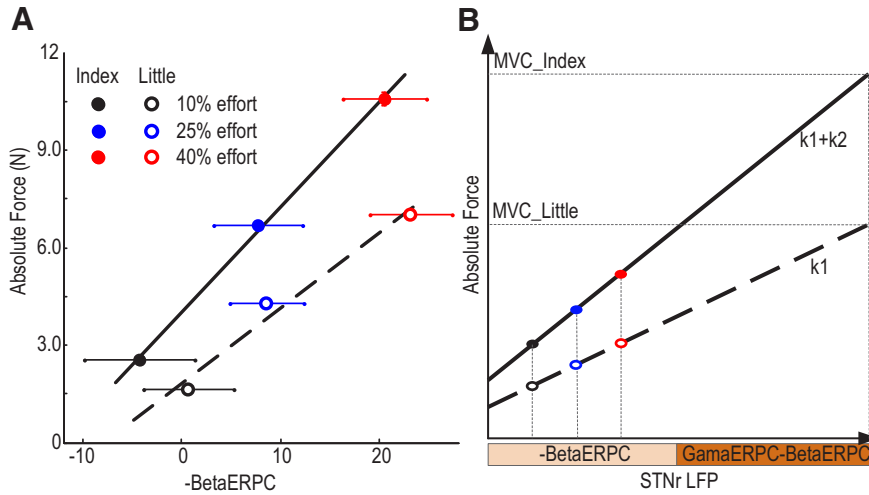 A
Absolute Force (N)
12
9.0
6.0
3.0
0
Index Little
10% effort
25% effort
40% effort
-10 0 10 20
-BetaERPC
B
Absolute Force
MVC_Index
k1+k2
MVC_Little
k1
-BetaERPC GamaERPC-BetaERPC
STNr LFP